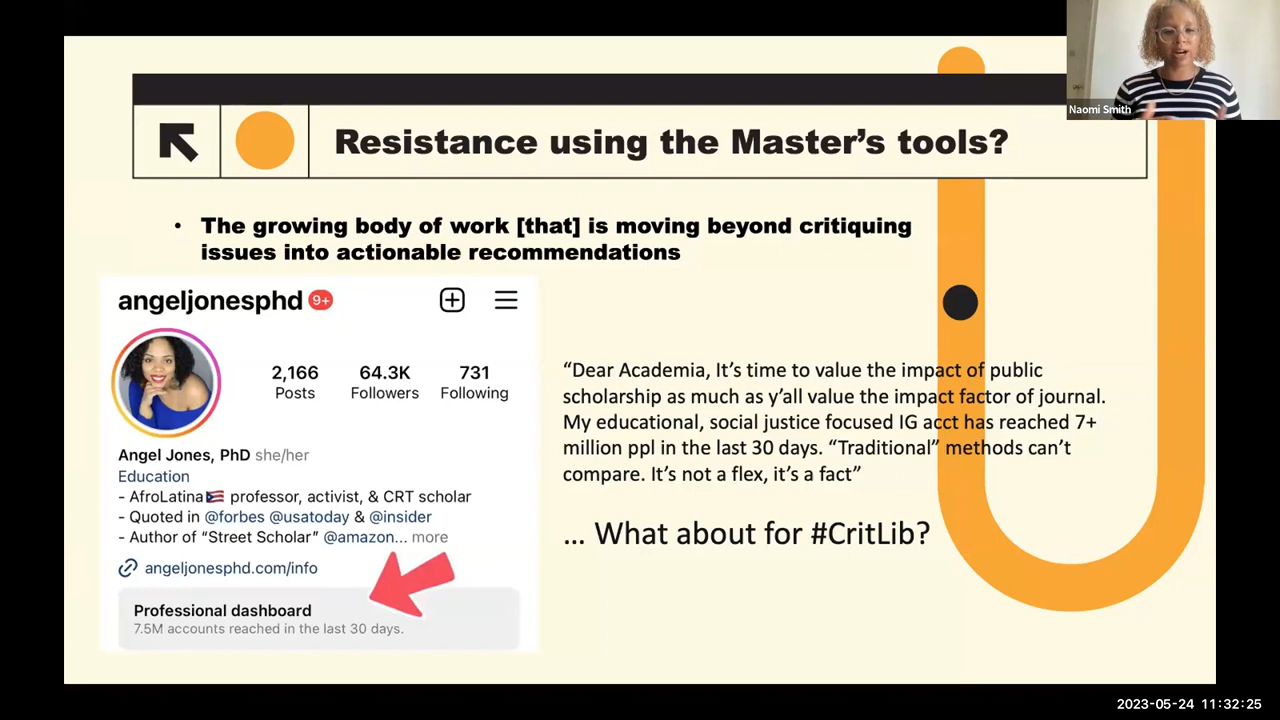 Naomi Smith
Resistance using the Master's tools?
• The growing body of work [that] is moving beyond critiquing
issues into actionable recommendations
angeljonesphd 9+
2,166 64.3K 731
Posts Followers Following
Angel Jones, PhD she/her
Education
- AfroLatina🇵🇷 professor, activist, & CRT scholar
- Quoted in @forbes @usatoday & @insider
- Author of “Street Scholar” @amazon... more
angeljonesphd.com/info
Professional dashboard
7.5M accounts reached in the last 30 days.
“Dear Academia, It’s time to value the impact of public
scholarship as much as y’all value the impact factor of journal.
My educational, social justice focused IG acct has reached 7+
million ppl in the last 30 days. “Traditional” methods can’t
compare. It’s not a flex, it’s a fact”
... What about for #CritLib?
2023-05-24 11:32:25